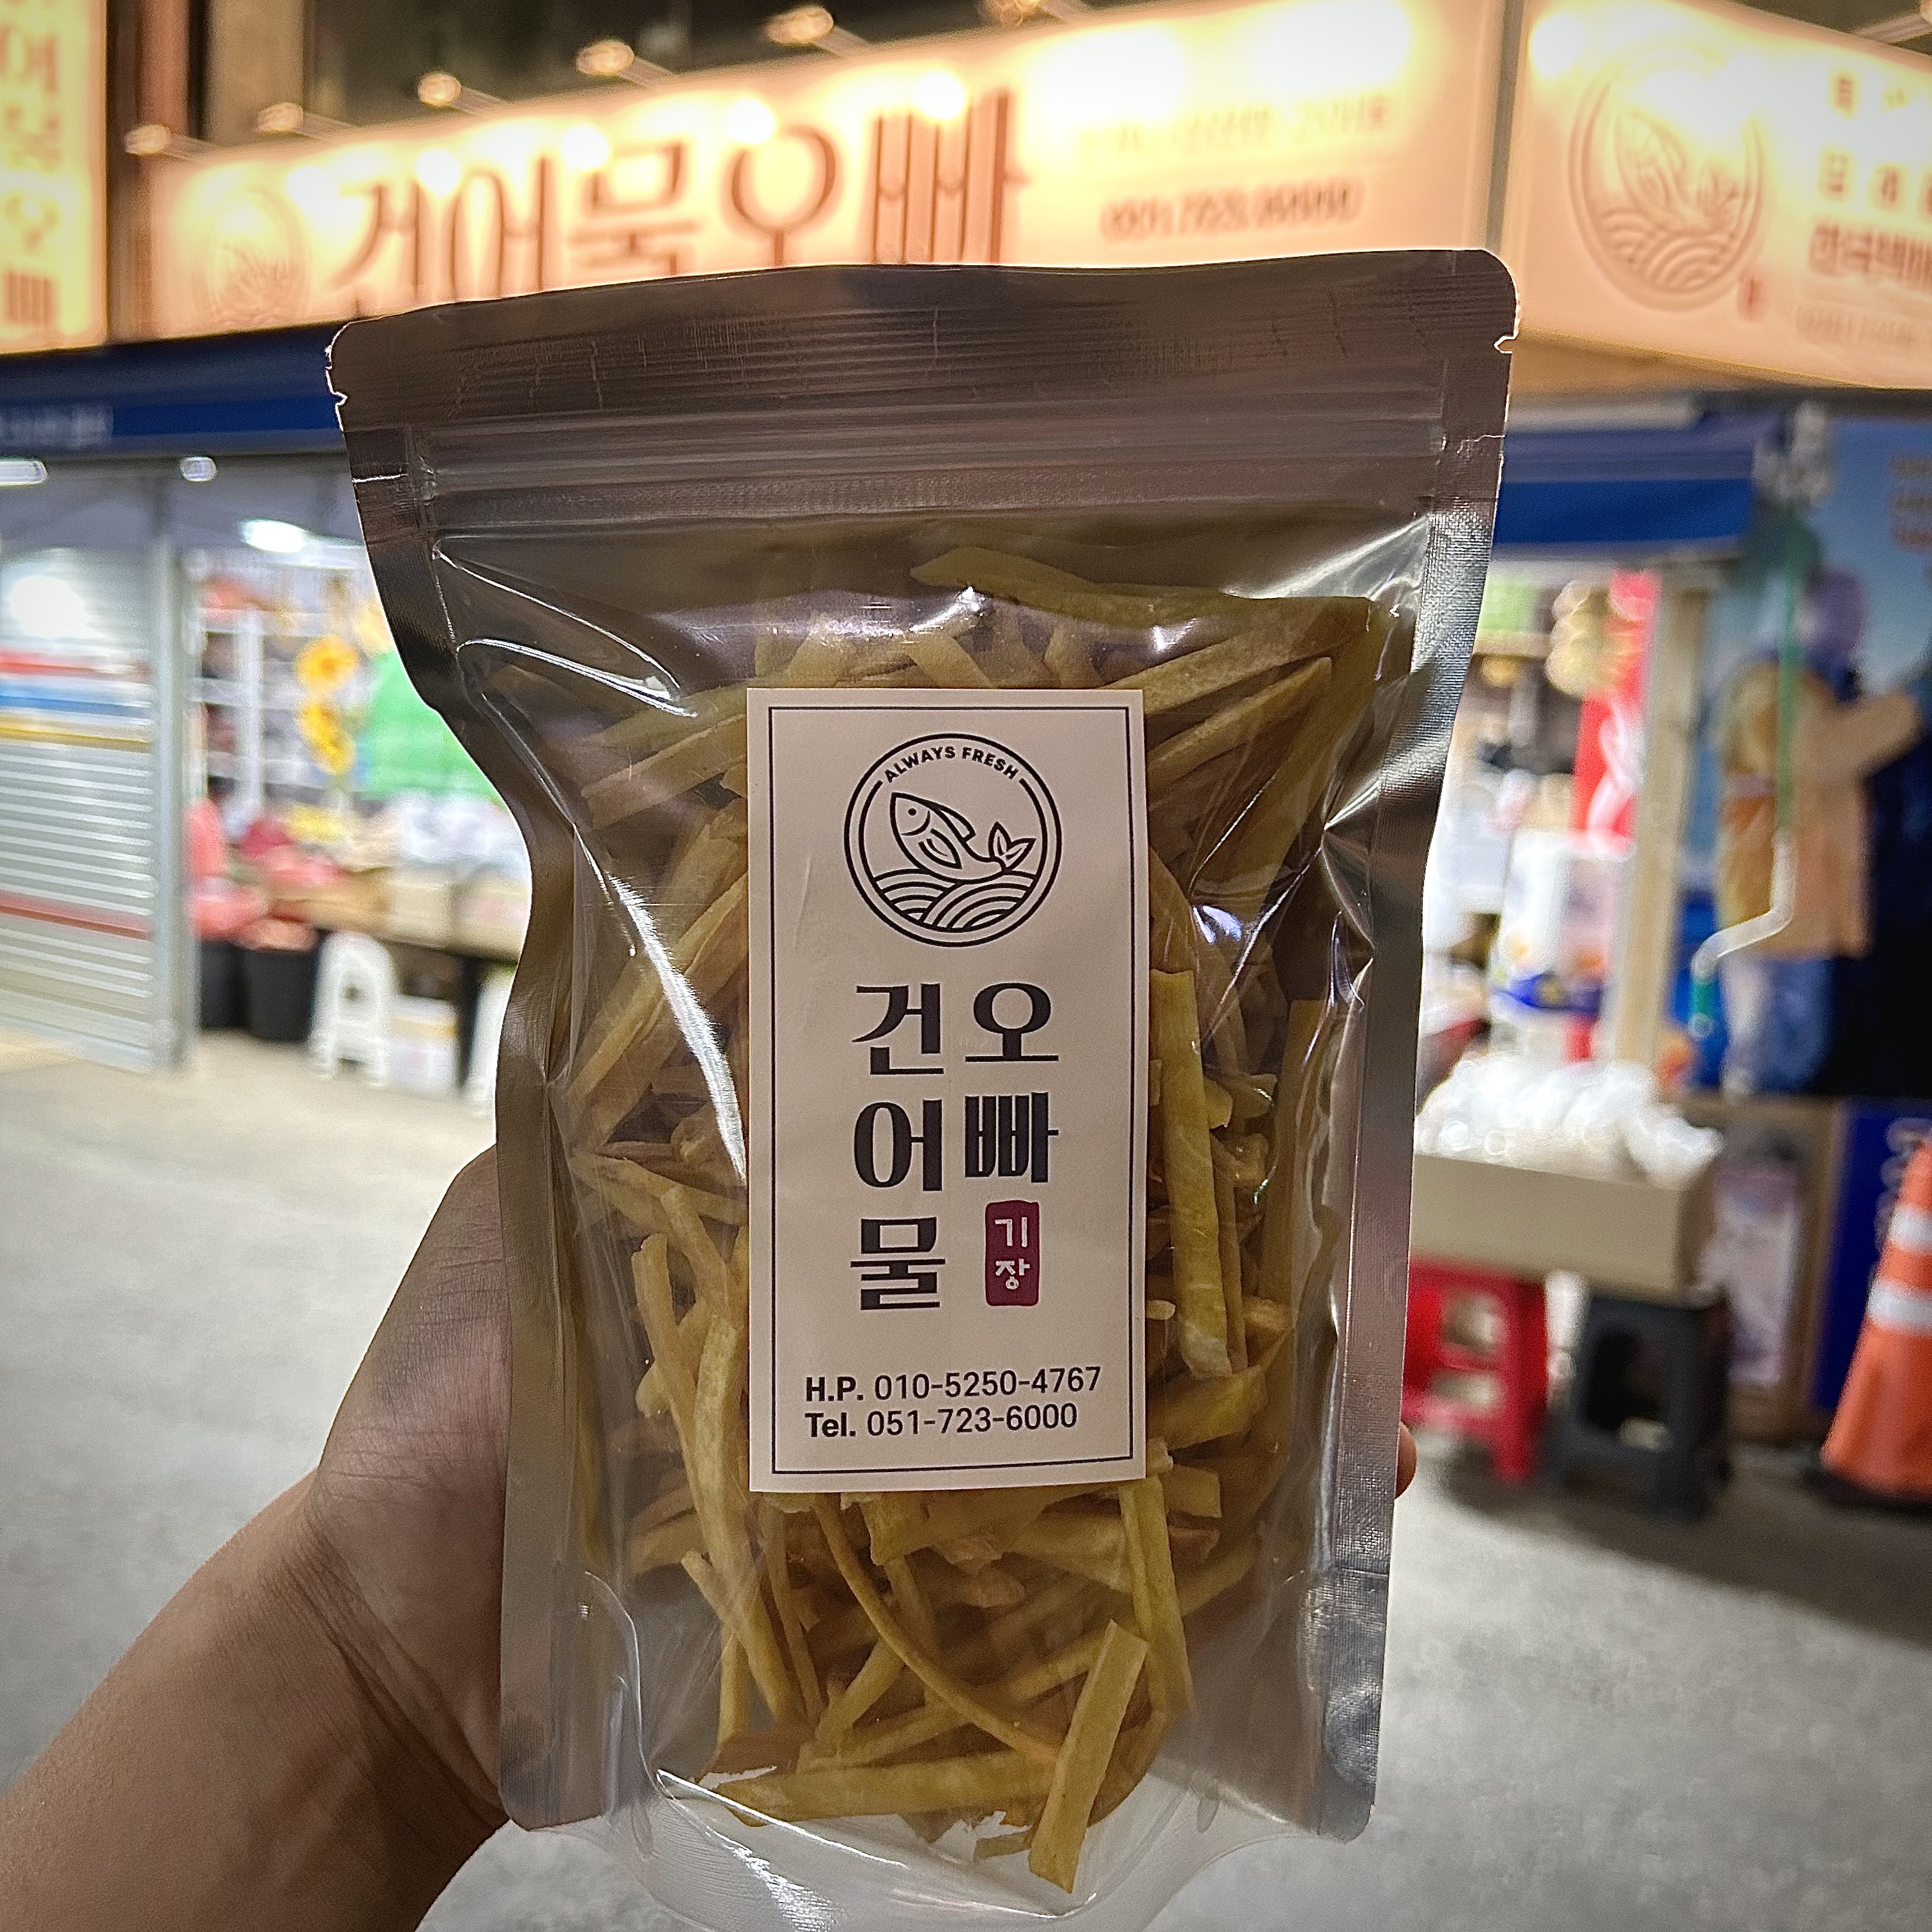 건어물오빠
ALWAYS FRESH
건어물
오빠
기장
H.P. 010-5250-4767
Tel. 051-723-6000